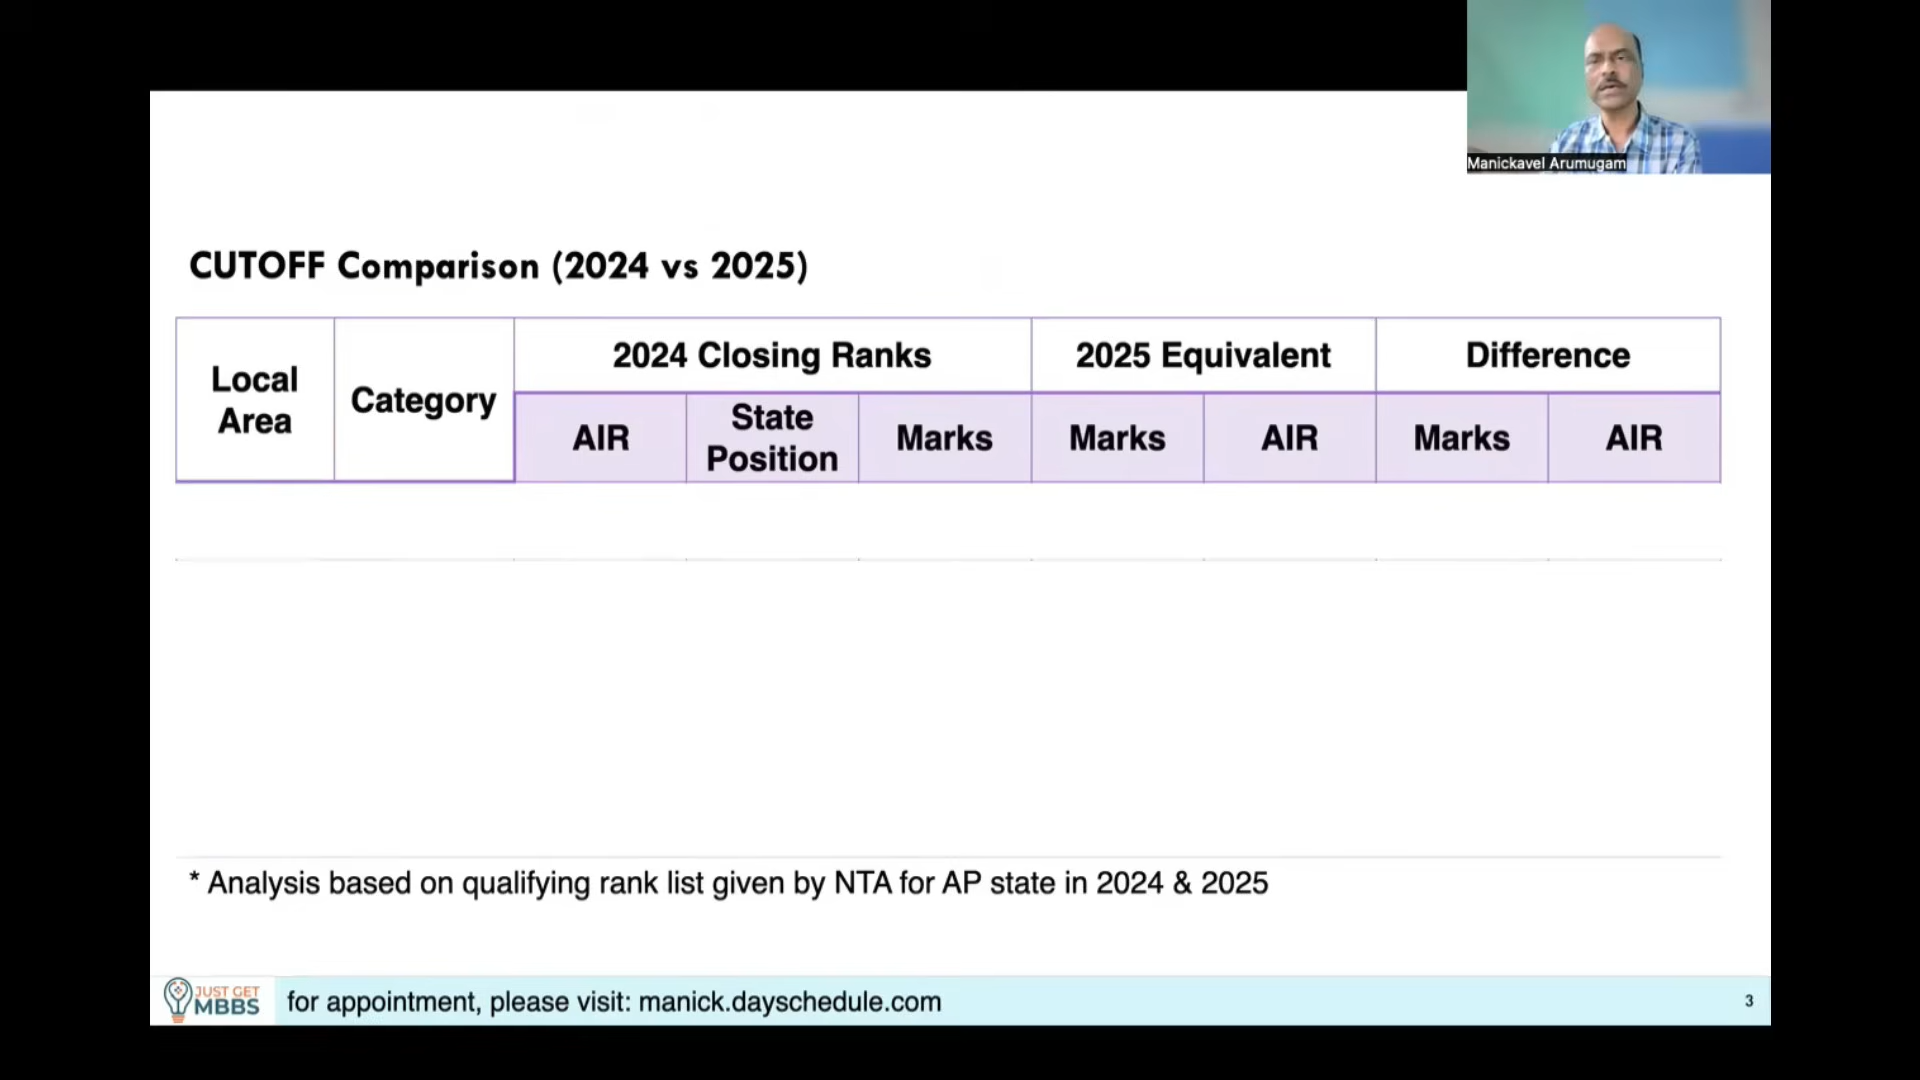 Manickavel Arumugam
CUTOFF Comparison (2024 vs 2025)
Local Area
Category
2024 Closing Ranks
2025 Equivalent
Difference
AIR
State Position
Marks
Marks
AIR
Marks
AIR
* Analysis based on qualifying rank list given by NTA for AP state in 2024 & 2025
JUST GET
MBBS
for appointment, please visit: manick.dayschedule.com
3